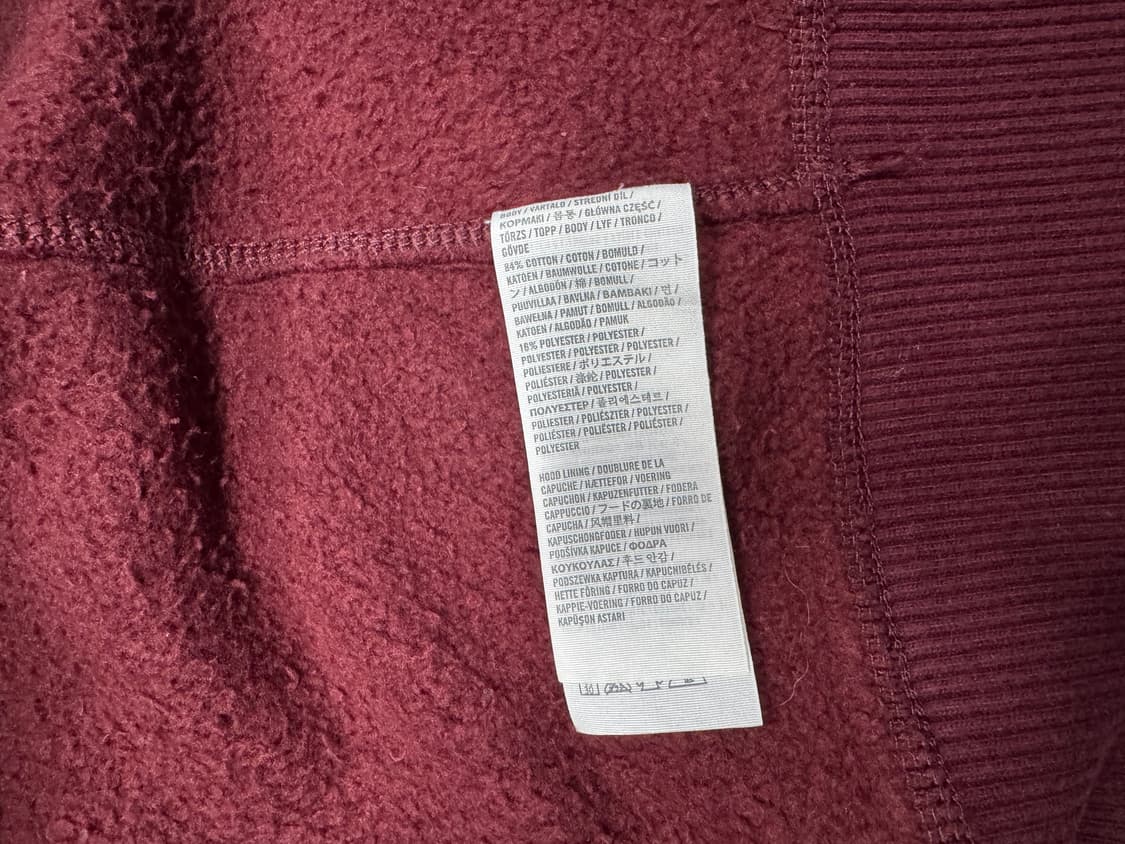 BODY / VARTALO / STŘEDNÍ DÍL /
ΚΟΡΜΑΚΙ / 몸통 / GŁÓWNA CZĘŚĆ /
TÖRZS / TOPP / BODY / LYF / TRONCO /
GÖVDE
84% COTTON / COTON / BOMULD /
KATOEN / BAUMWOLLE / COTONE / コット
ン / ALGODÓN / 棉 / BOMULL /
PUUVILLAA / BAVLNA / ΒΑΜΒΑΚΙ / 면 /
BAWEŁNA / PAMUT / BOMULL / ALGODÃO /
KATOEN / ALGODÃO / PAMUK
16% POLYESTER / POLYESTER /
POLYESTER / POLYESTER / POLYESTER /
POLIESTERE / ポリエステル /
POLIÉSTER / 涤纶 / POLYESTER /
POLYESTERIÄ / POLYESTER /
ΠΟΛΥΕΣΤΕΡ / 폴리에스테르 /
POLIESTER / POLIÉSZTER / POLYESTER /
POLIÉSTER / POLIËSTER / POLIÉSTER /
POLYESTER
HOOD LINING / DOUBLURE DE LA
CAPUCHE / HÆTTEFOR / VOERING
CAPUCHON / KAPUZENFUTTER / FODERA
CAPPUCCIO / フードの裏地 / FORRO DE
CAPUCHA / 风帽里料 /
KAPUSCHONGFODER / HUPUN VUORI /
PODŠÍVKA KAPUCE / ΦΟΔΡΑ
ΚΟΥΚΟΥΛΑΣ / 후드 안감 /
PODSZEWKA KAPTURA / KAPUCNIBÉLÉS /
HETTE FÔRING / FORRO DO CAPUZ /
KAPPIE-VOERING / FORRO DO CAPUZ /
KAPÜŞON ASTARI